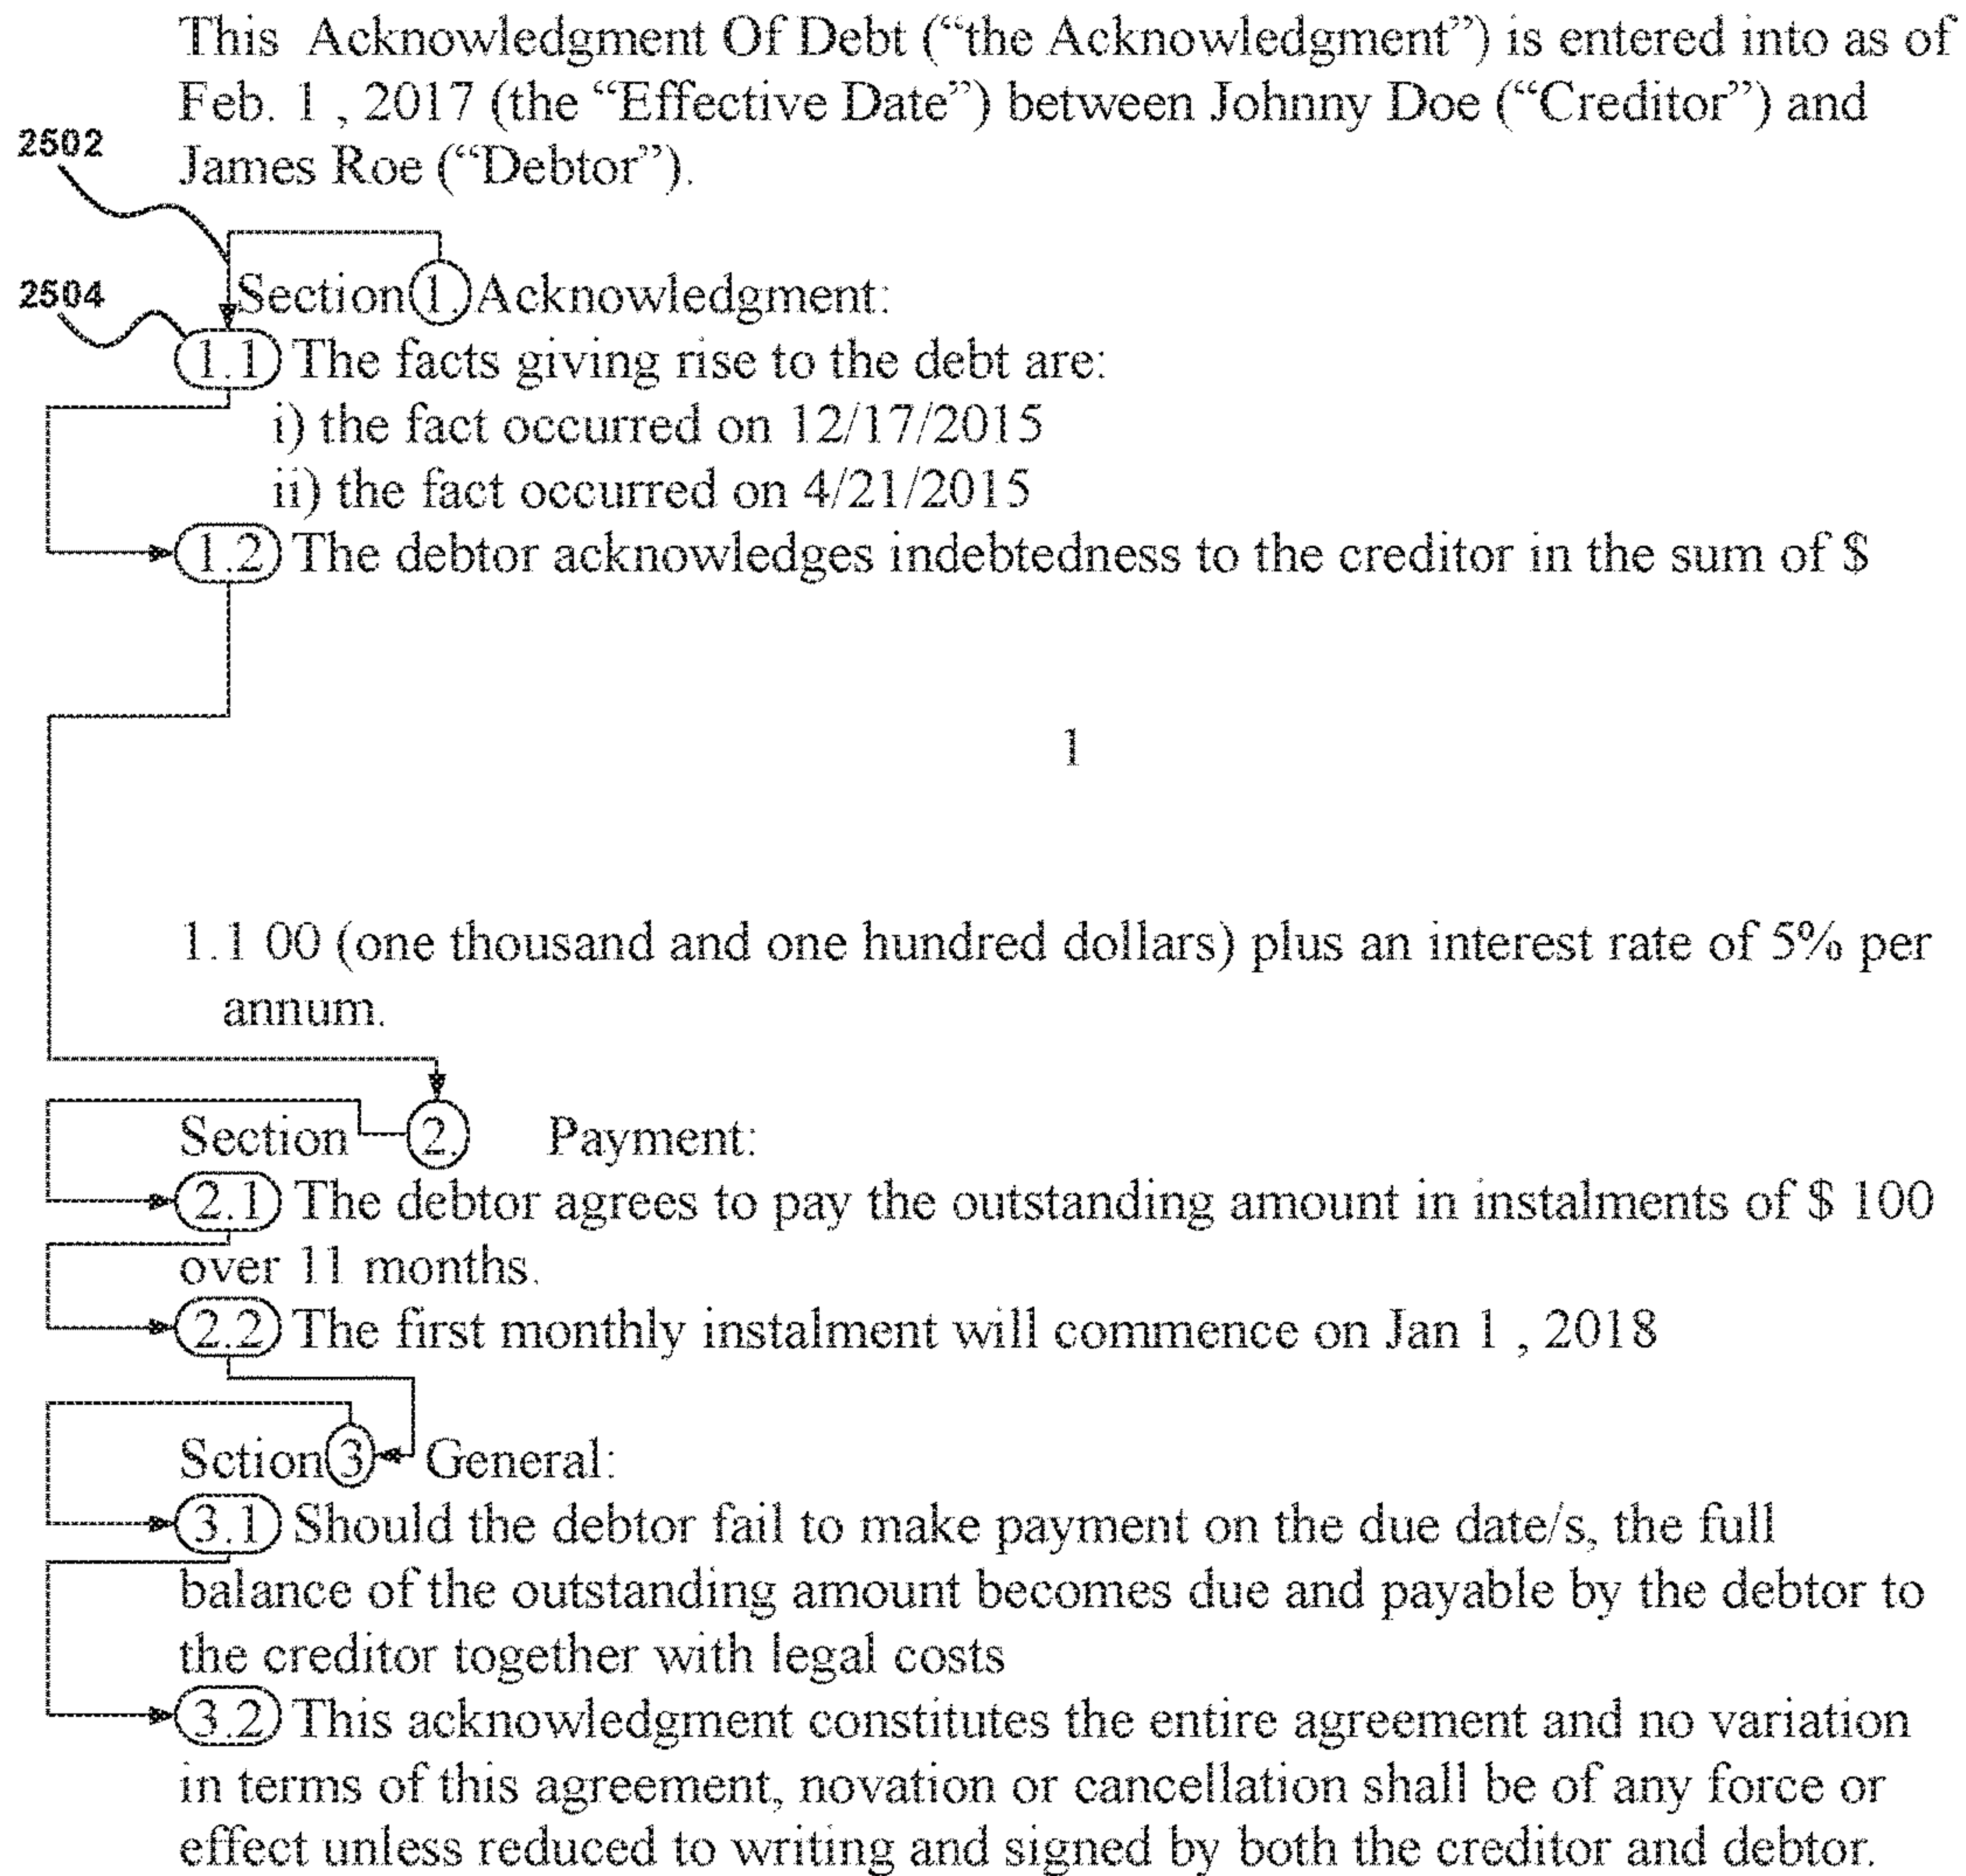 This Acknowledgment Of Debt (“the Acknowledgment”) is entered into as of
Feb. 1 , 2017 (the “Effective Date”) between Johnny Doe (“Creditor”) and
2502
James Roe (“Debtor”).
2504
Section 1. Acknowledgment:
1.1 The facts giving rise to the debt are:
i) the fact occurred on 12/17/2015
ii) the fact occurred on 4/21/2015
1.2 The debtor acknowledges indebtedness to the creditor in the sum of $
1
1.1 00 (one thousand and one hundred dollars) plus an interest rate of 5% per
annum.
Section 2. Payment:
2.1 The debtor agrees to pay the outstanding amount in instalments of $ 100
over 11 months.
2.2 The first monthly instalment will commence on Jan 1 , 2018
Sction 3 General:
3.1 Should the debtor fail to make payment on the due date/s, the full
balance of the outstanding amount becomes due and payable by the debtor to
the creditor together with legal costs
3.2 This acknowledgment constitutes the entire agreement and no variation
in terms of this agreement, novation or cancellation shall be of any force or
effect unless reduced to writing and signed by both the creditor and debtor.